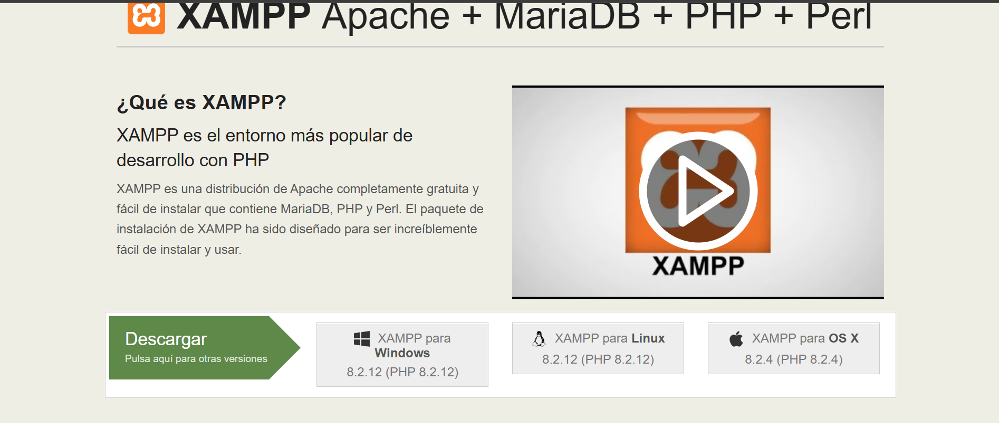 XAMPP Apache + MariaDB + PHP + Perl
¿Qué es XAMPP?
XAMPP es el entorno más popular de
desarrollo con PHP
XAMPP es una distribución de Apache completamente gratuita y
fácil de instalar que contiene MariaDB, PHP y Perl. El paquete de
instalación de XAMPP ha sido diseñado para ser increíblemente
fácil de instalar y usar.
XAMPP
Descargar
Pulsa aquí para otras versiones
XAMPP para
Windows
8.2.12 (PHP 8.2.12)
XAMPP para Linux
8.2.12 (PHP 8.2.12)
XAMPP para OS X
8.2.4 (PHP 8.2.4)